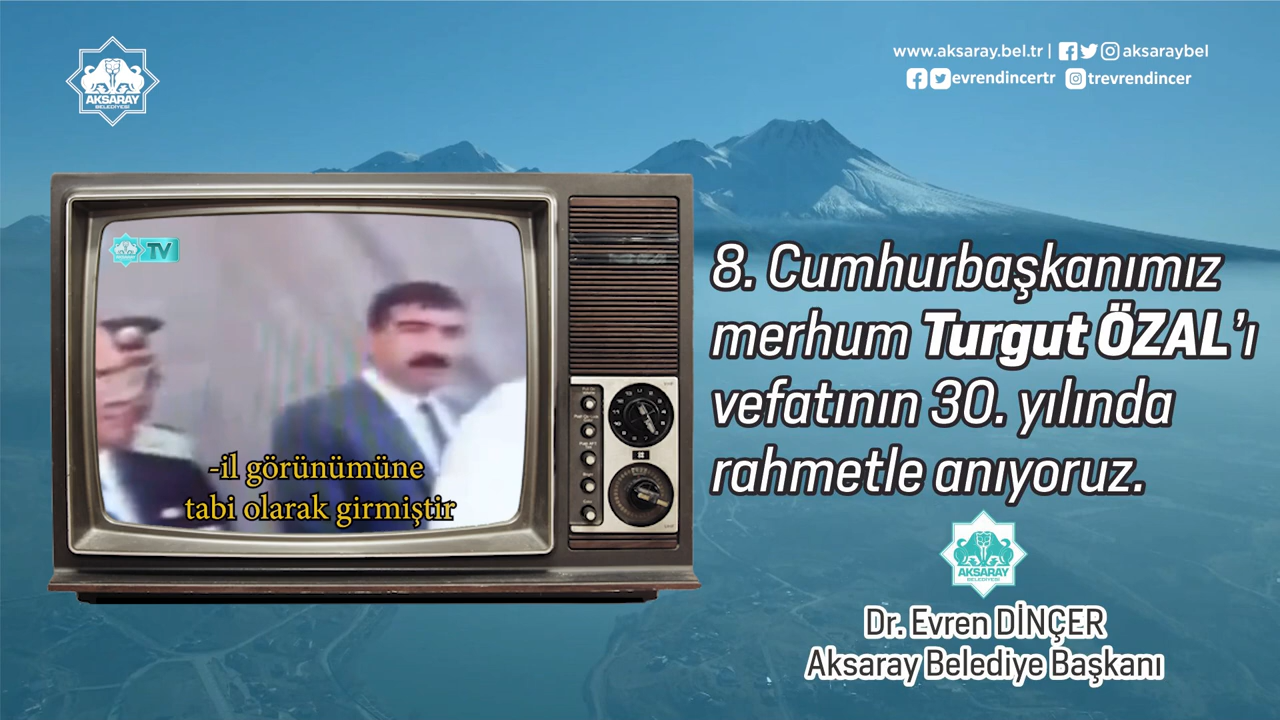 AKSARAY
BELEDİYESİ
www.aksaray.bel.tr | aksaraybel
evrendincertr trevrendincer
TV
-il görünümüne
tabi olarak girmiştir
8. Cumhurbaşkanımız
merhum Turgut ÖZAL'ı
vefatının 30. yılında
rahmetle anıyoruz.
AKSARAY
BELEDİYESİ
Dr. Evren DİNÇER
Aksaray Belediye Başkanı